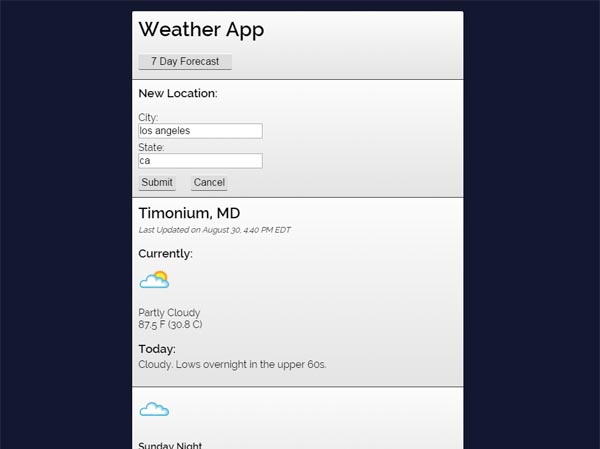 Weather App
7 Day Forecast
New Location:
City:
los angeles
State:
ca
Submit Cancel
Timonium, MD
Last Updated on August 30, 4:40 PM EDT
Currently:
Partly Cloudy
87.5 F (30.8 C)
Today:
Cloudy. Lows overnight in the upper 60s.
Sunday Night